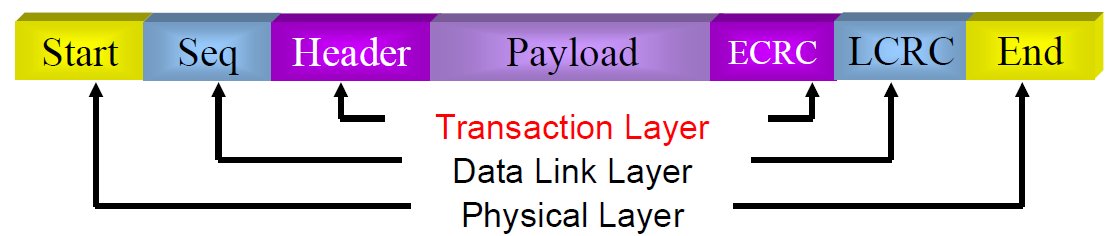 Start Seq Header Payload ECRC LCRC End
Transaction Layer
Data Link Layer
Physical Layer